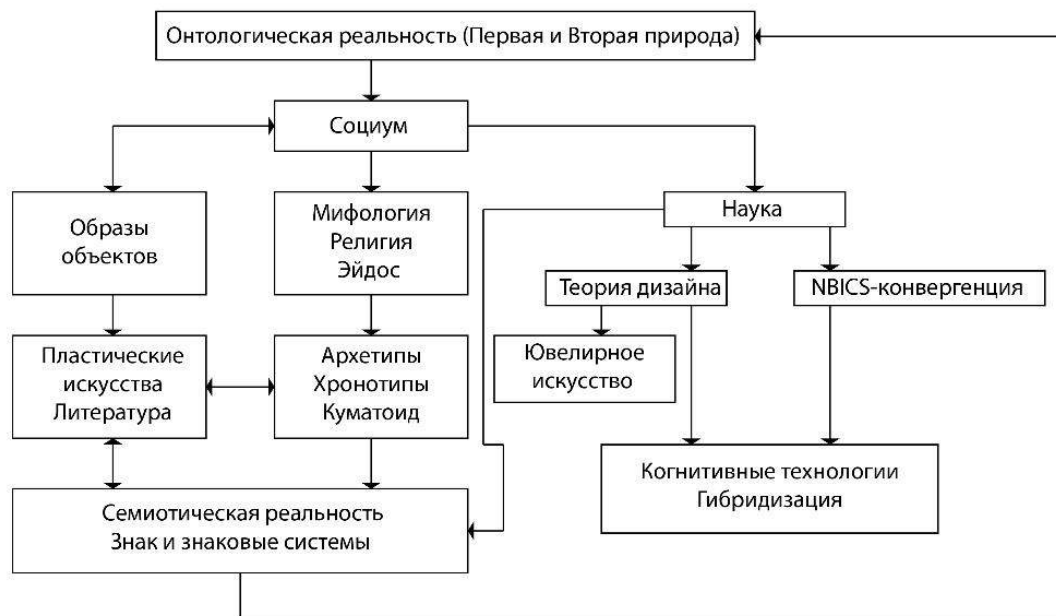 Онтологическая реальность (Первая и Вторая природа)
Социум
Образы
объектов
Мифология
Религия
Эйдос
Наука
Теория дизайна
NBICS-конвергенция
Ювелирное
искусство
Пластические
искусства
Литература
Архетипы
Хронотипы
Куматоид
Когнитивные технологии
Гибридизация
Семиотическая реальность
Знак и знаковые системы